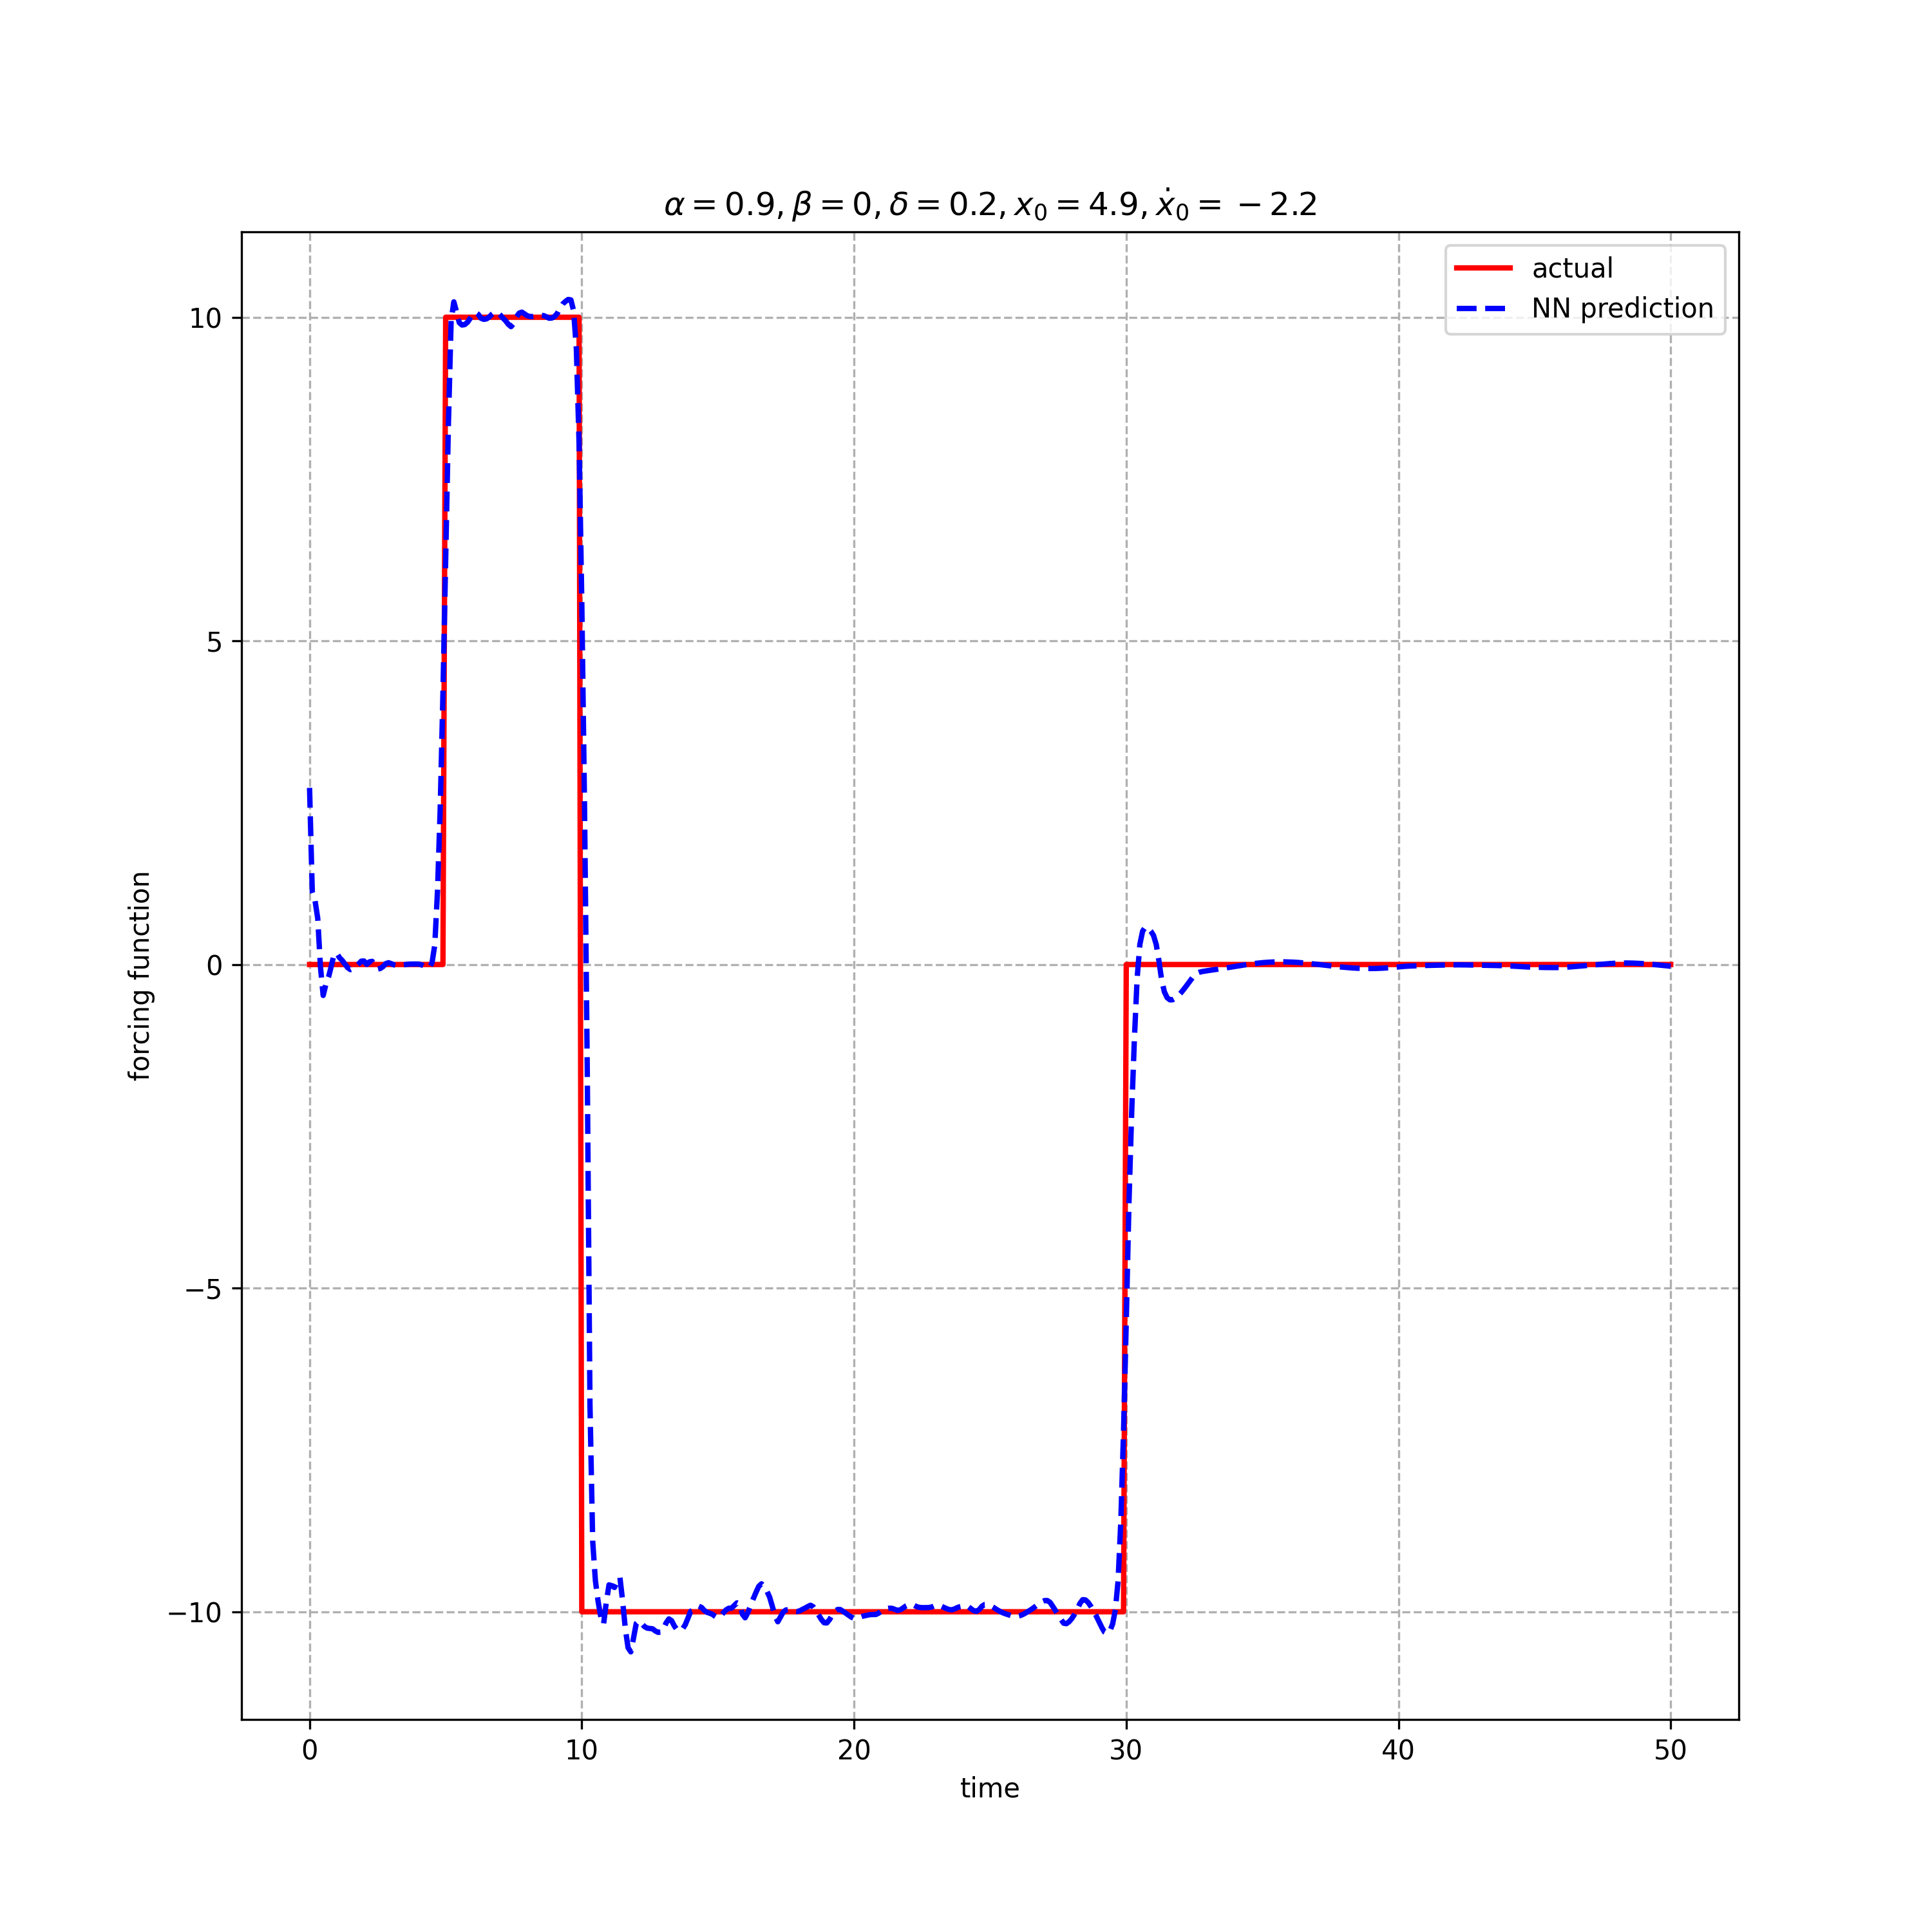 α = 0.9, β = 0, δ = 0.2, x₀ = 4.9, ẋ₀ = −2.2
actual
NN prediction
10
5
0
−5
−10
forcing function
0 10 20 30 40 50
time